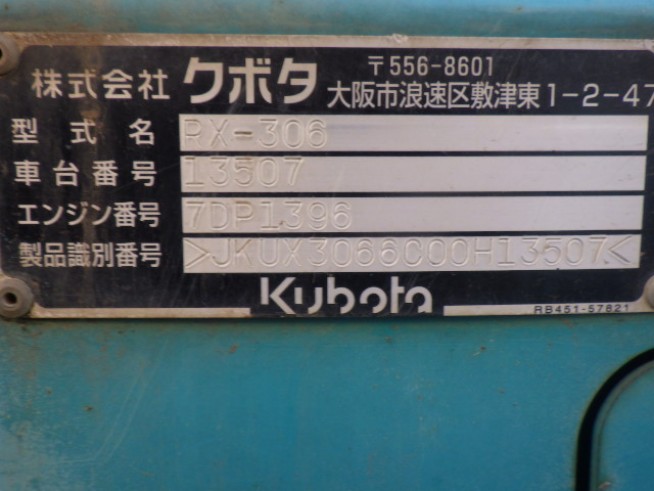 株式会社 クボタ 〒556-8601
大阪市浪速区敷津東1-2-47
型式名 RX-306
車台番号 13507
エンジン番号 7DP1396
製品識別番号 >JKUX3066C00H13507<
Kubota
RB451-57821